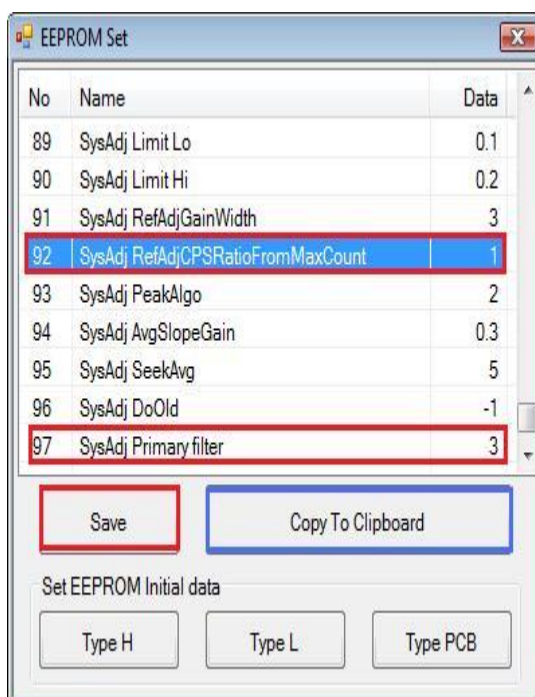 EEPROM Set
No Name Data
89 SysAdj Limit Lo 0.1
90 SysAdj Limit Hi 0.2
91 SysAdj RefAdjGainWidth 3
92 SysAdj RefAdjCPSRatioFromMaxCount 1
93 SysAdj PeakAlgo 2
94 SysAdj AvgSlopeGain 0.3
95 SysAdj SeekAvg 5
96 SysAdj DoOld -1
97 SysAdj Primary filter 3
Save Copy To Clipboard
Set EEPROM Initial data
Type H Type L Type PCB